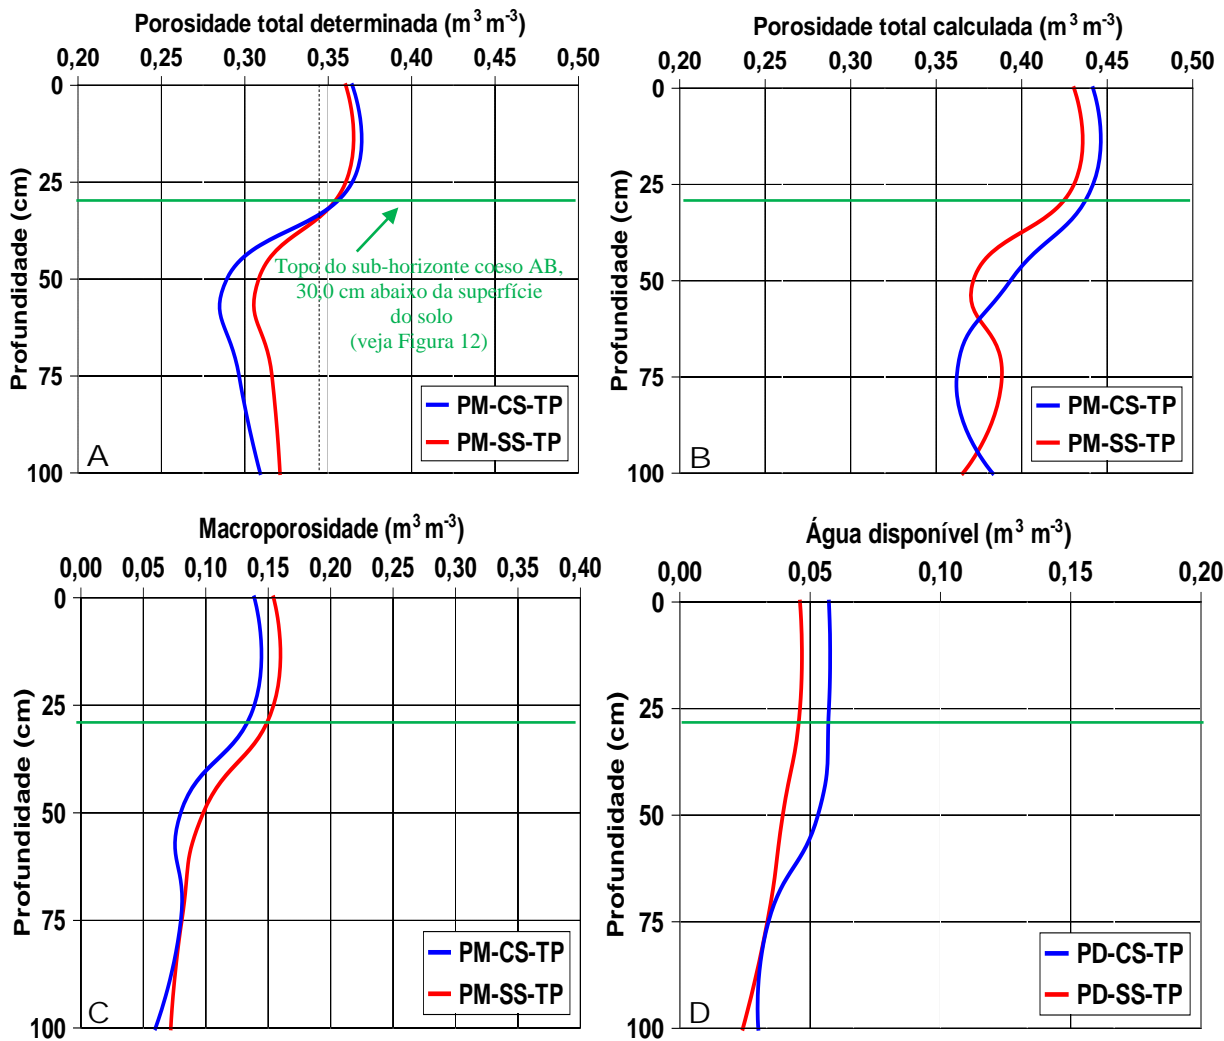 Porosidade total determinada (m³ m⁻³)
0,20 0,25 0,30 0,35 0,40 0,45 0,50
0
25
50
75
100
Profundidade (cm)
Topo do sub-horizonte coeso AB,
30,0 cm abaixo da superfície
do solo
(veja Figura 12)
PM-CS-TP
PM-SS-TP
A
Porosidade total calculada (m³ m⁻³)
0,20 0,25 0,30 0,35 0,40 0,45 0,50
0
25
50
75
100
Profundidade (cm)
PM-CS-TP
PM-SS-TP
B
Macroporosidade (m³ m⁻³)
0,00 0,05 0,10 0,15 0,20 0,25 0,30 0,35 0,40
0
25
50
75
100
Profundidade (cm)
PM-CS-TP
PM-SS-TP
C
Água disponível (m³ m⁻³)
0,00 0,05 0,10 0,15 0,20
0
25
50
75
100
Profundidade (cm)
PD-CS-TP
PD-SS-TP
D